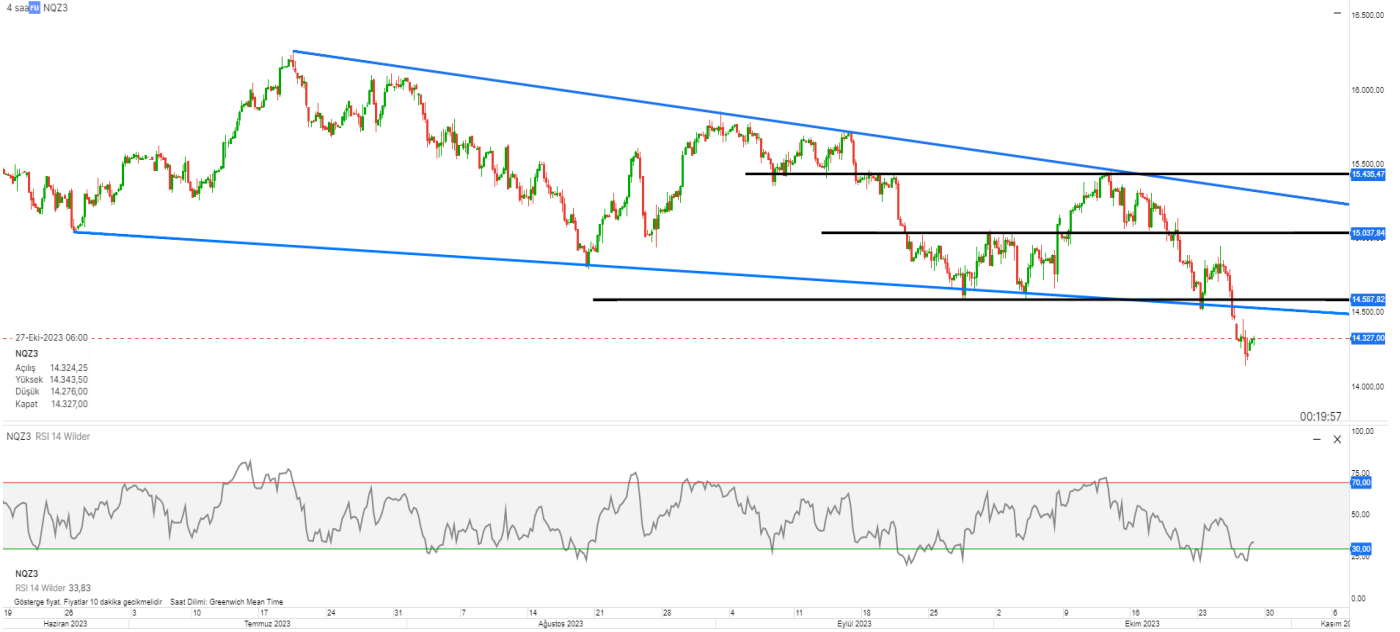 4 saa FU NQZ3
16.500,00
16.000,00
15.500,00
15.435,47
15.037,84
14.587,82
14.500,00
14.327,00
14.000,00
27-Eki-2023 06:00
NQZ3
Açılış 14.324,25
Yüksek 14.343,50
Düşük 14.276,00
Kapat 14.327,00
00:19:57
NQZ3 RSI 14 Wilder
100,00
75,00
70,00
50,00
30,00
25,00
0,00
NQZ3
RSI 14 Wilder 33,83
Gösterge fiyat. Fiyatlar 10 dakika gecikmelidir Saat Dilimi: Greenwich Mean Time
19 26 3 10 17 24 31 7 14 21 28 4 11 18 25 2 9 16 23 30 6
Haziran 2023 Temmuz 2023 Ağustos 2023 Eylül 2023 Ekim 2023 Kasım 20